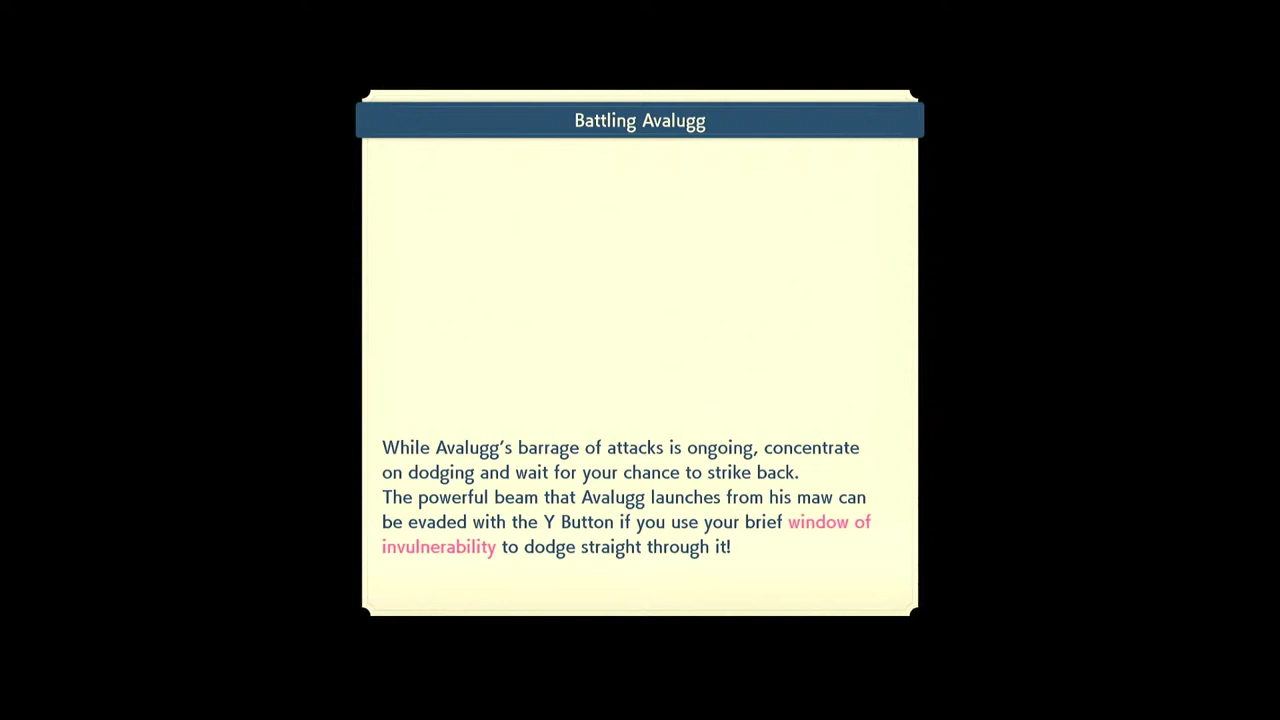 Battling Avalugg
While Avalugg's barrage of attacks is ongoing, concentrate
on dodging and wait for your chance to strike back.
The powerful beam that Avalugg launches from his maw can
be evaded with the Y Button if you use your brief window of
invulnerability to dodge straight through it!